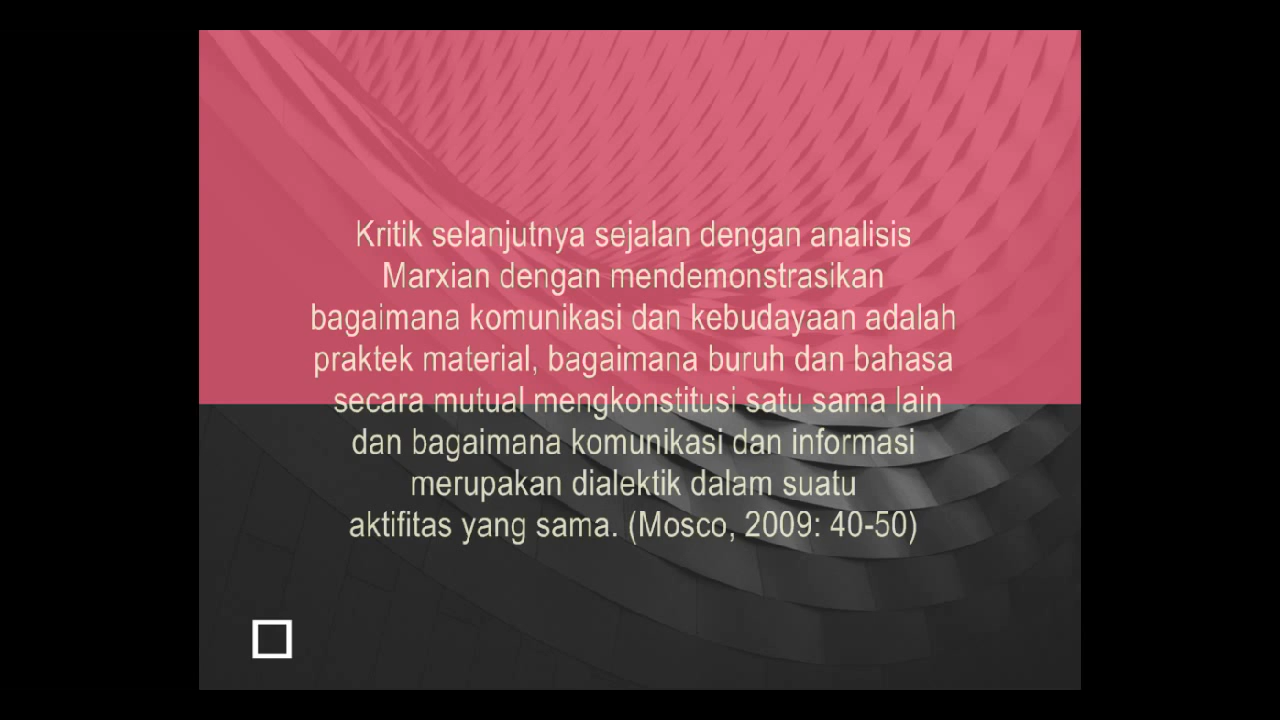 Kritik selanjutnya sejalan dengan analisis
Marxian dengan mendemonstrasikan
bagaimana komunikasi dan kebudayaan adalah
praktek material, bagaimana buruh dan bahasa
secara mutual mengkonstitusi satu sama lain
dan bagaimana komunikasi dan informasi
merupakan dialektik dalam suatu
aktifitas yang sama. (Mosco, 2009: 40-50)